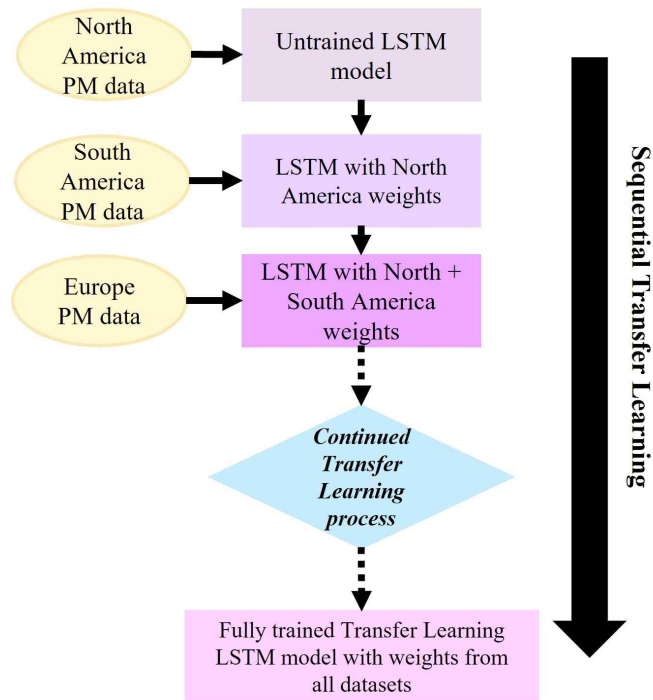 North
America
PM data
Untrained LSTM
model
South
America
PM data
LSTM with North
America weights
Europe
PM data
LSTM with North +
South America
weights
Continued
Transfer
Learning
process
Fully trained Transfer Learning
LSTM model with weights from
all datasets
Sequential Transfer Learning